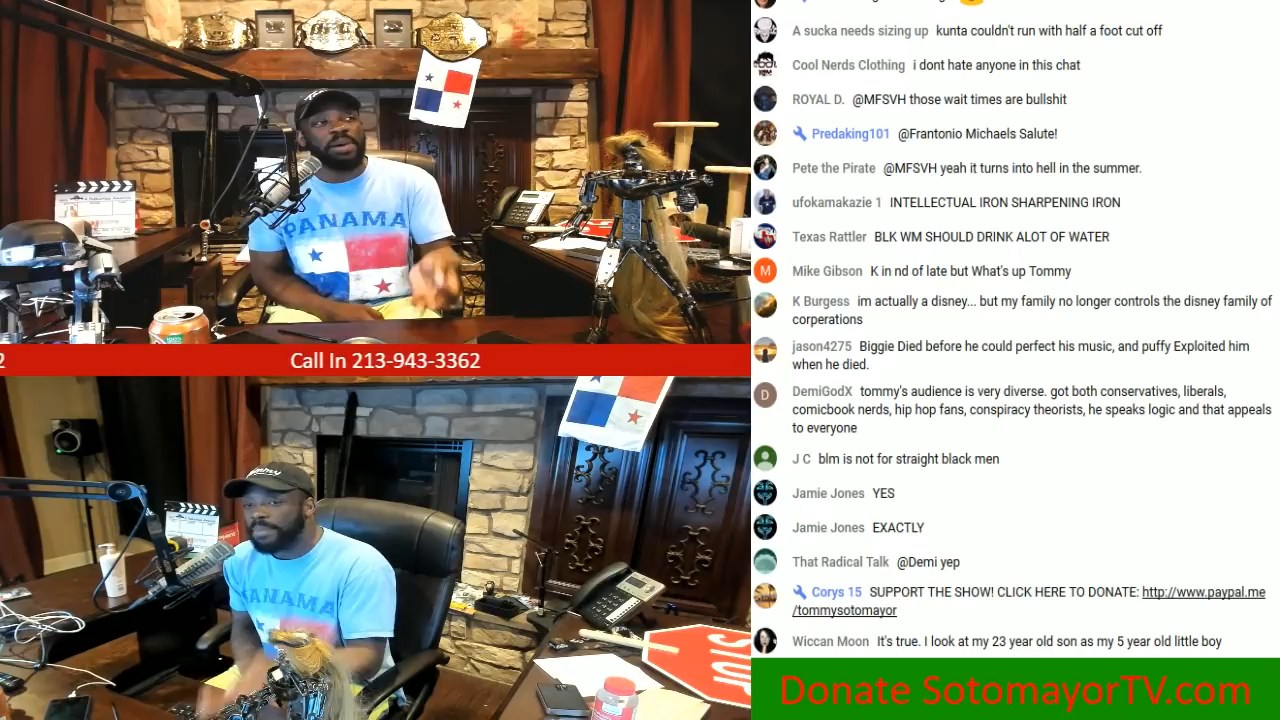 A sucka needs sizing up kunta couldn't run with half a foot cut off
Cool Nerds Clothing i dont hate anyone in this chat
ROYAL D. @MFSVH those wait times are bullshit
Predaking101 @Frantonio Michaels Salute!
Pete the Pirate @MFSVH yeah it turns into hell in the summer.
ufokamakazie 1 INTELLECTUAL IRON SHARPENING IRON
Texas Rattler BLK WM SHOULD DRINK ALOT OF WATER
M
Mike Gibson K in nd of late but What's up Tommy
K Burgess im actually a disney... but my family no longer controls the disney family of
corperations
jason4275 Biggie Died before he could perfect his music, and puffy Exploited him
when he died.
D
DemiGodX tommy's audience is very diverse. got both conservatives, liberals,
comicbook nerds, hip hop fans, conspiracy theorists, he speaks logic and that appeals
to everyone
J C blm is not for straight black men
Jamie Jones YES
Jamie Jones EXACTLY
That Radical Talk @Demi yep
Corys 15 SUPPORT THE SHOW! CLICK HERE TO DONATE: http://www.paypal.me
/tommysotomayor
Wiccan Moon It's true. I look at my 23 year old son as my 5 year old little boy
PANAMA
2
Call In 213-943-3362
PANAMA
Donate SotomayorTV.com